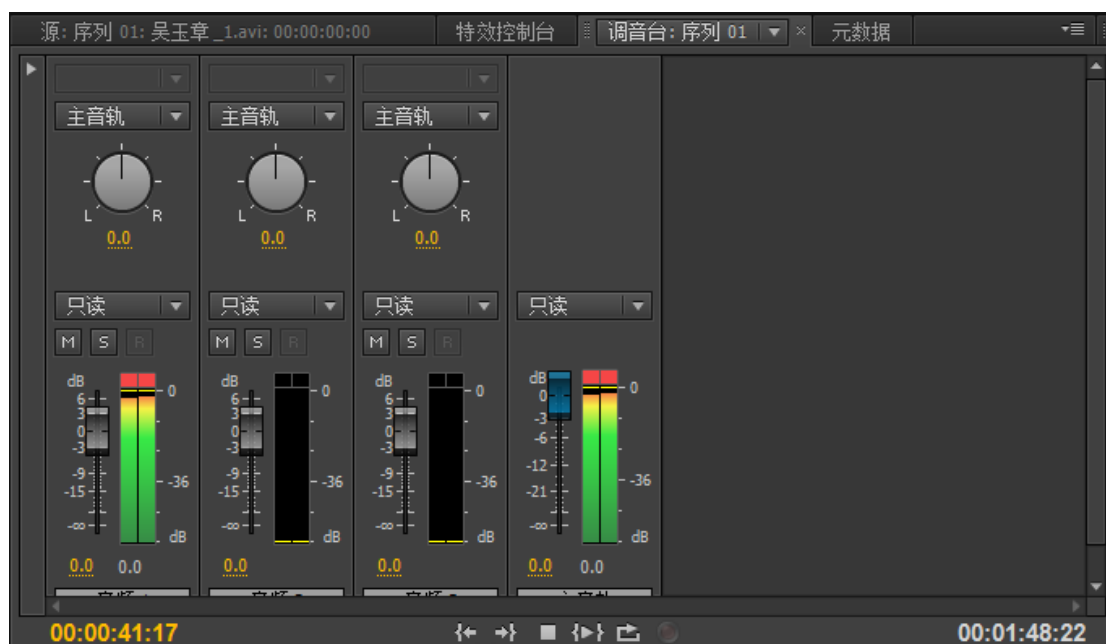 源: 序列 01: 吴玉章_1.avi: 00:00:00:00 特效控制台 调音台: 序列 01 × 元数据
主音轨 主音轨 主音轨
L R L R L R
0.0 0.0 0.0
只读 只读 只读 只读
M S R M S R M S R
dB dB dB dB
6 0 6 0 6 0 0 0
3 3 3 -3
0 0 0 -6
-3 -3 -3 -12
-9 -36 -9 -36 -9 -36 -21 -36
-15 -15 -15
-∞ dB -∞ dB -∞ dB -∞ dB
0.0 0.0 0.0 0.0 0.0 0.0
00:00:41:17 00:01:48:22